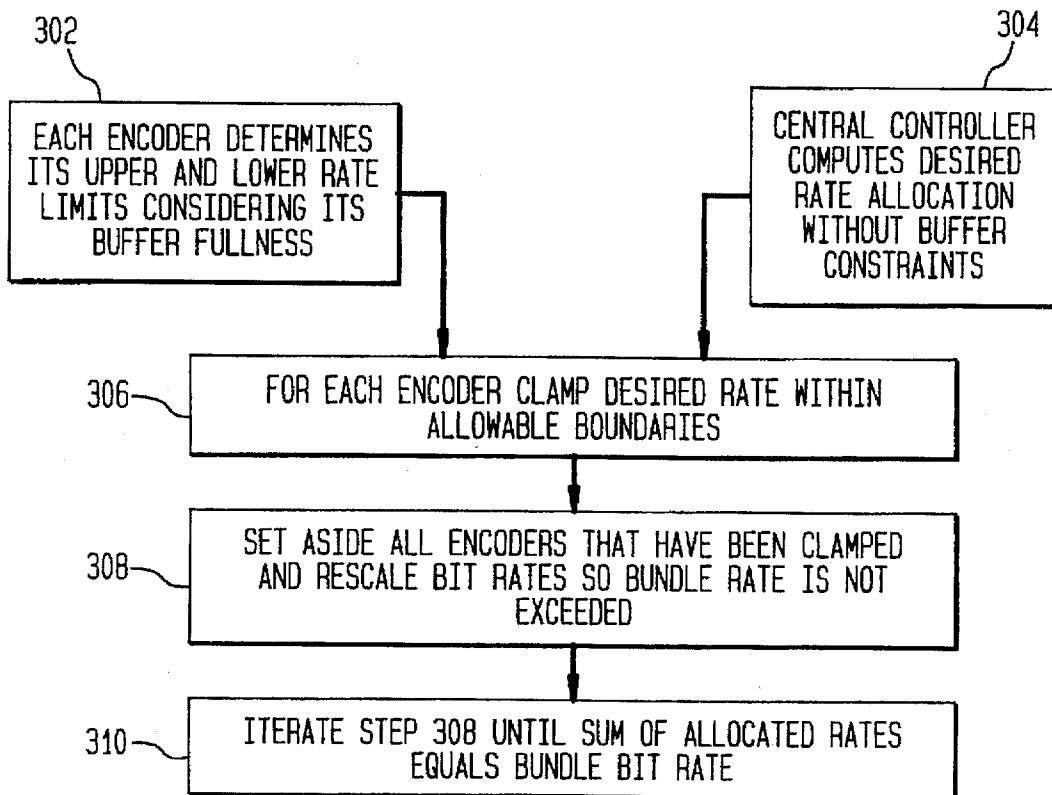 302
304
EACH ENCODER DETERMINES
ITS UPPER AND LOWER RATE
LIMITS CONSIDERING ITS
BUFFER FULLNESS
CENTRAL CONTROLLER
COMPUTES DESIRED
RATE ALLOCATION
WITHOUT BUFFER
CONSTRAINTS
306
FOR EACH ENCODER CLAMP DESIRED RATE WITHIN
ALLOWABLE BOUNDARIES
308
SET ASIDE ALL ENCODERS THAT HAVE BEEN CLAMPED
AND RESCALE BIT RATES SO BUNDLE RATE IS NOT
EXCEEDED
310
ITERATE STEP 308 UNTIL SUM OF ALLOCATED RATES
EQUALS BUNDLE BIT RATE